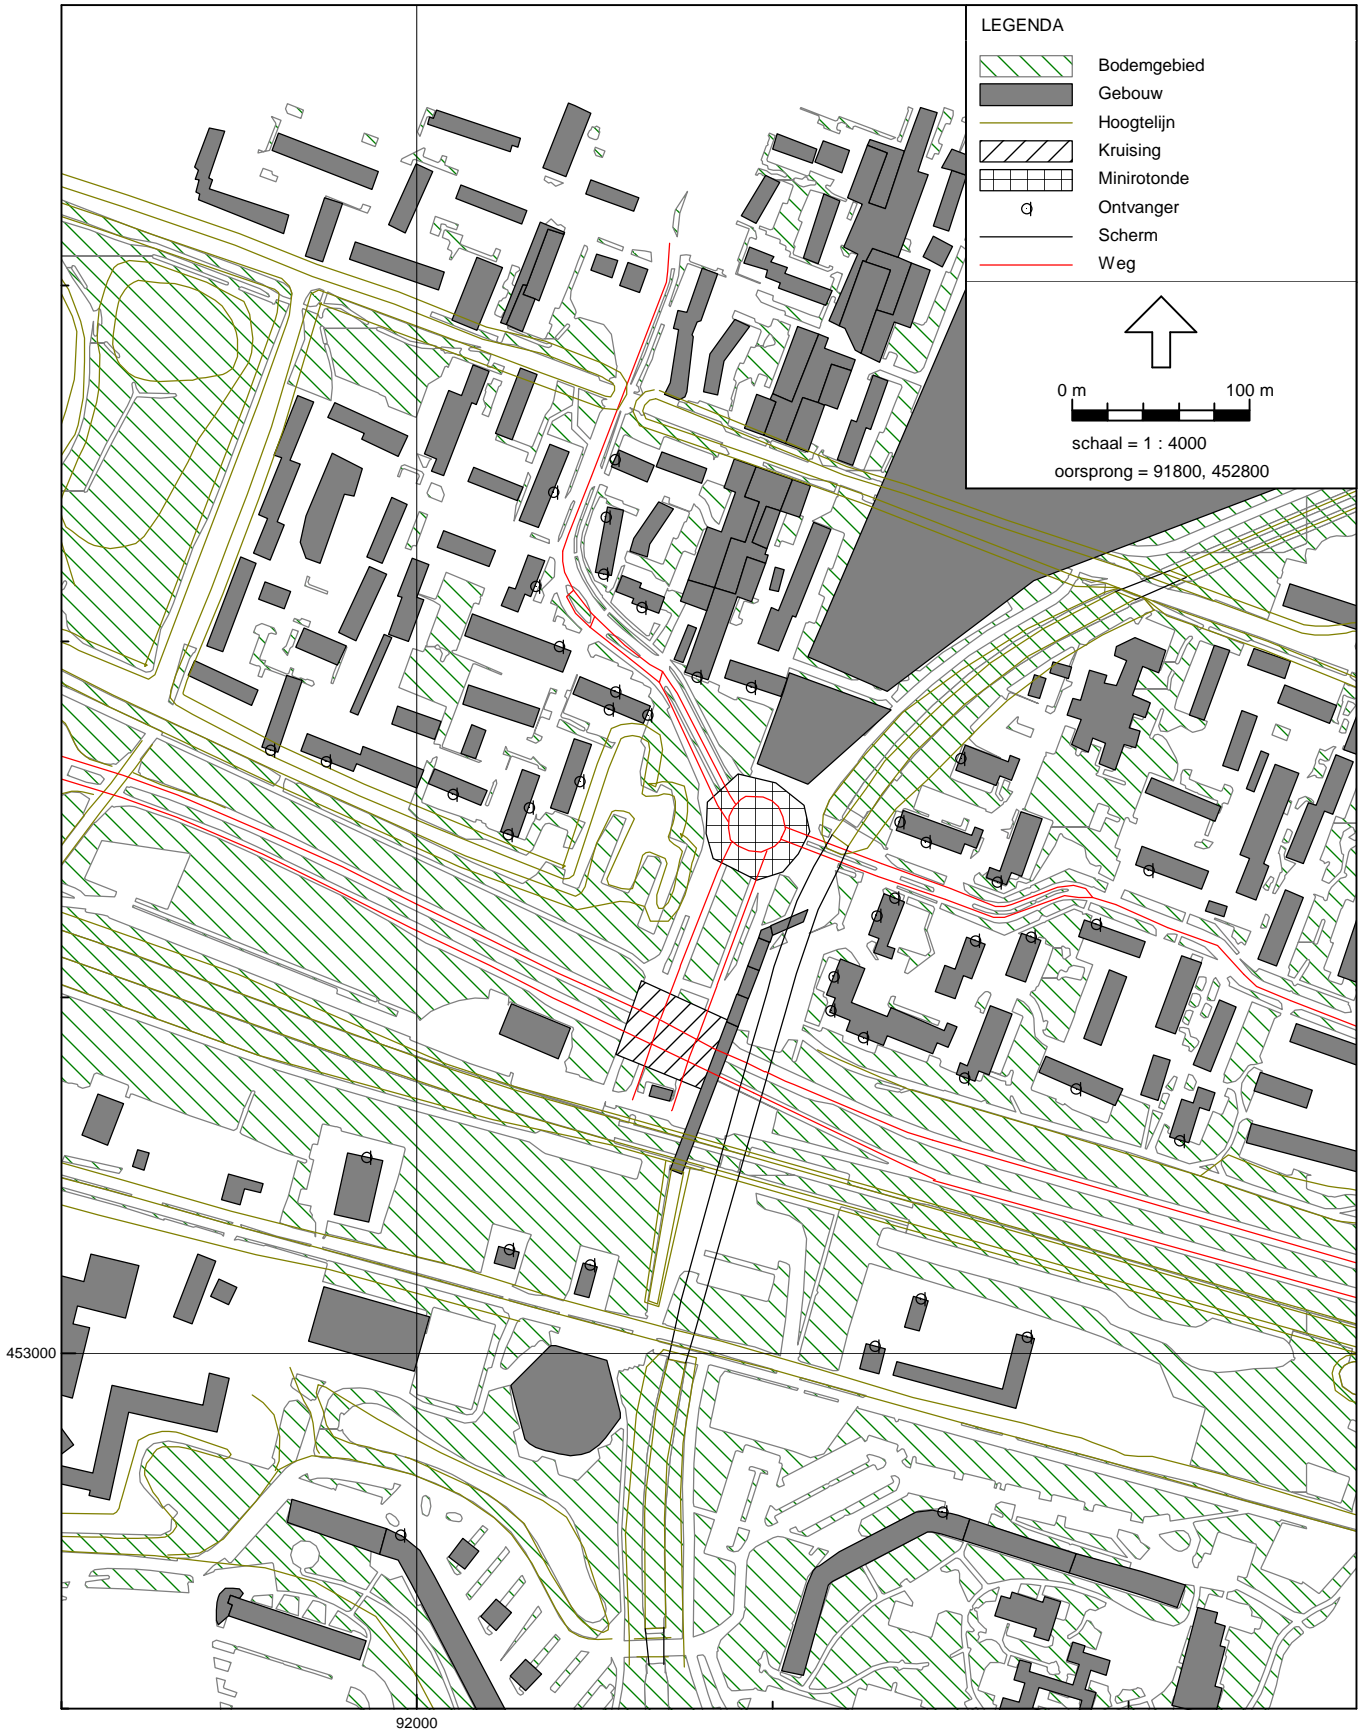 LEGENDA
Bodemgebied
Gebouw
Hoogtelijn
Kruising
Minirotonde
Ontvanger
Scherm
Weg
0 m 100 m
schaal = 1 : 4000
oorsprong = 91800, 452800
453000
92000